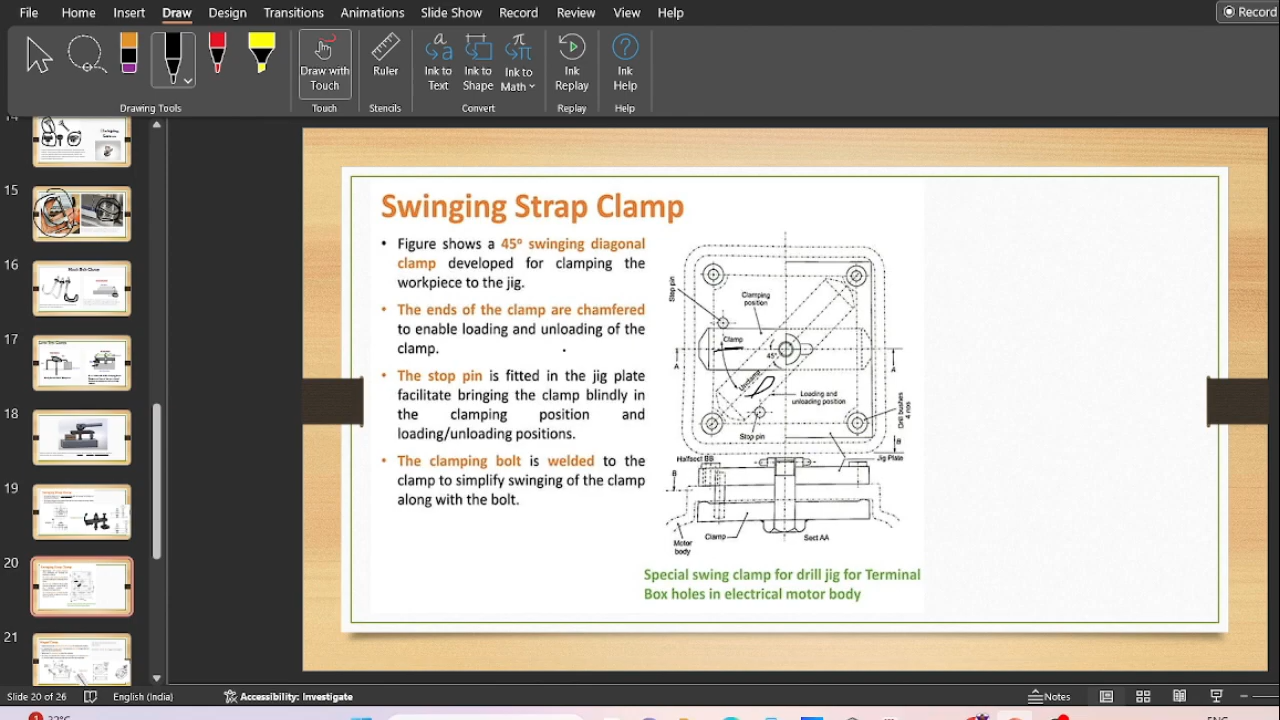 File Home Insert Draw Design Transitions Animations Slide Show Record Review View Help Record
Draw with
Touch
Ruler
Ink to
Text
Ink to
Shape
Ink to
Math
Ink
Replay
Ink
Help
Drawing Tools Touch Stencils Convert Replay Help
15
17
18
19
20
21
Swinging Strap Clamp
• Figure shows a 45° swinging diagonal
clamp developed for clamping the
workpiece to the jig.
• The ends of the clamp are chamfered
to enable loading and unloading of the
clamp.
• The stop pin is fitted in the jig plate
facilitate bringing the clamp blindly in
the clamping position and
loading/unloading positions.
• The clamping bolt is welded to the
clamp to simplify swinging of the clamp
along with the bolt.
Stop pin
Clamping
position
Clamp
45°
A
A
Loading and
unloading position
Drill bushes
4 nos
Stop pin
B
Halfsect BB
Jig Plate
B
Motor
body
Clamp
Sect AA
Special swing clamp for drill jig for Terminal
Box holes in electrical motor body
Slide 20 of 26 English (India) Accessibility: Investigate Notes